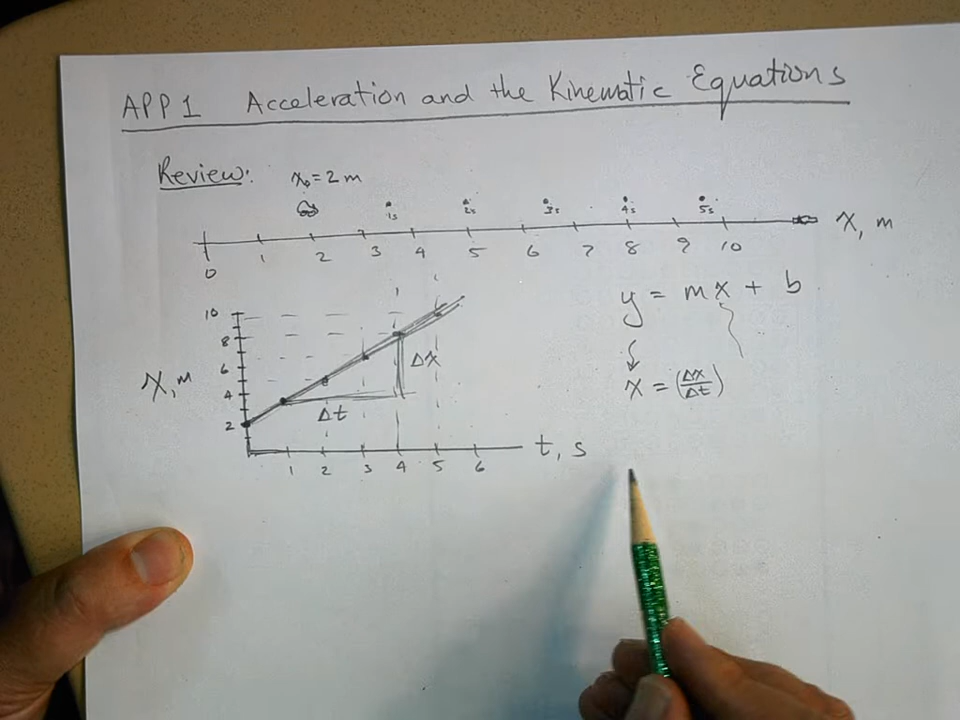 APP 1 Acceleration and the Kinematic Equations
Review: x₀ = 2 m
1s 2s 3s 4s 5s
0 1 2 3 4 5 6 7 8 9 10 X, m
y = mx + b
x = (Δx/Δt)
10
8
6
4
2
X, m
Δx
Δt
1 2 3 4 5 6 t, s